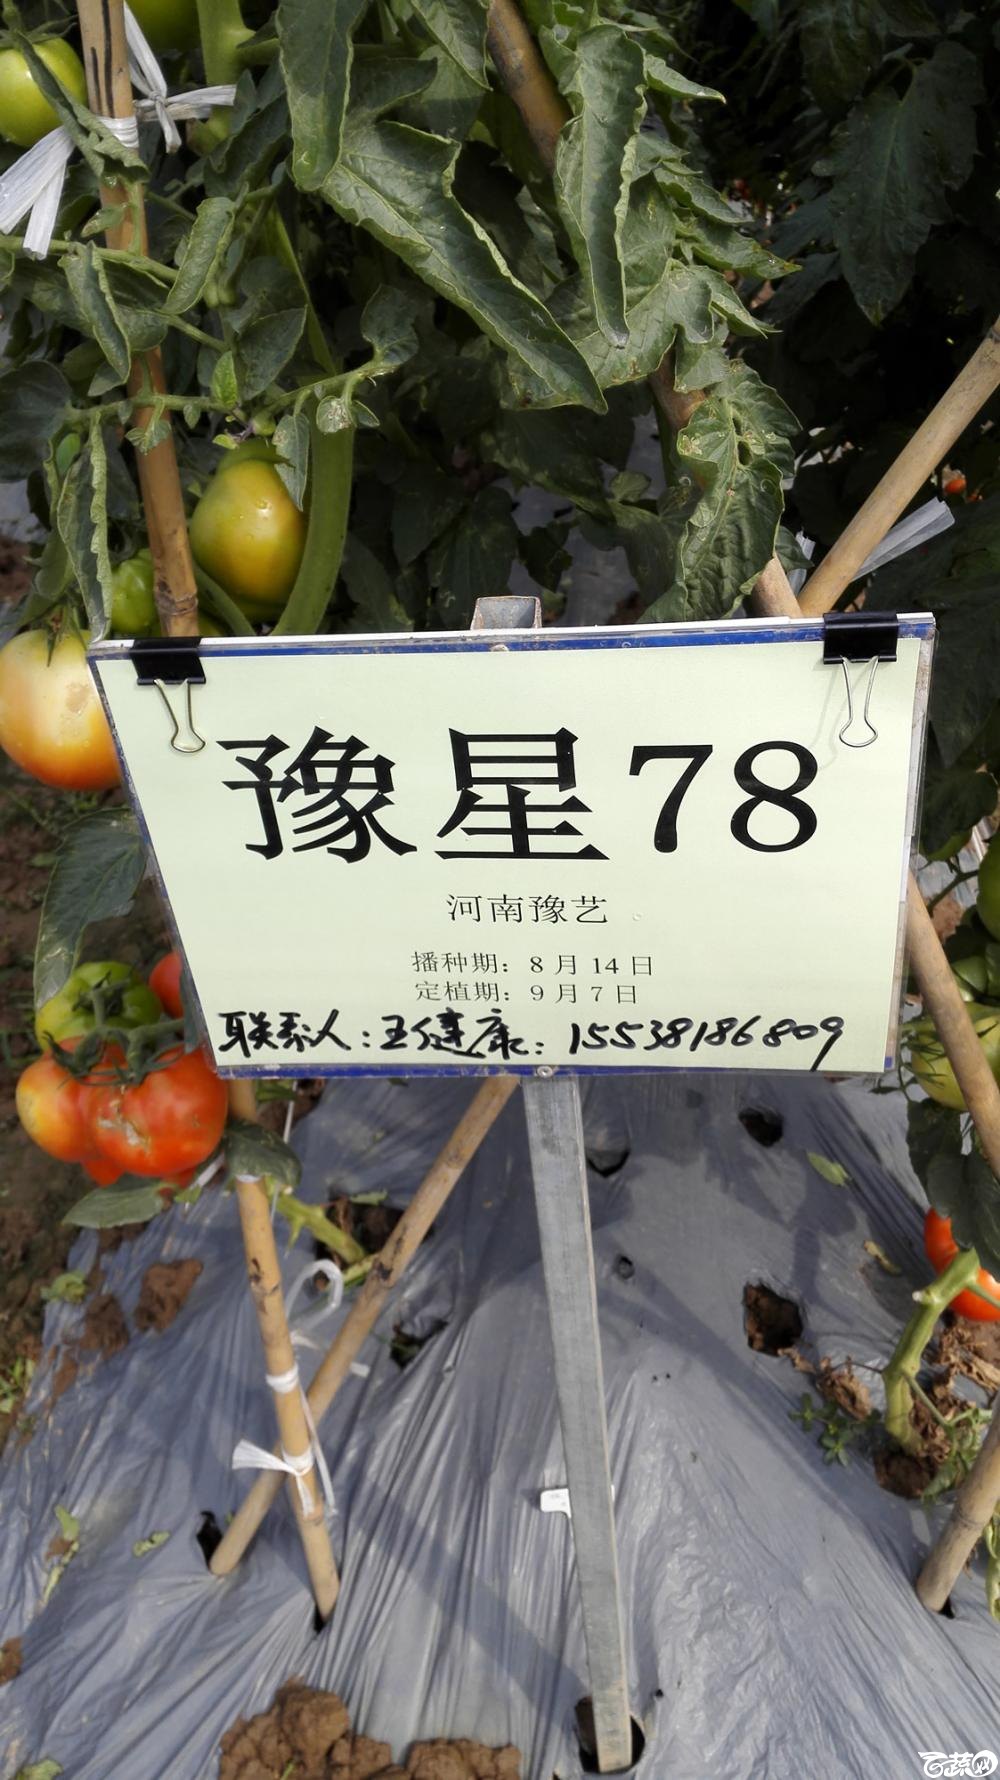 豫星78
河南豫艺
播种期：8月14日
定植期：9月7日
联系人：王健康：15538186809
百蔬网